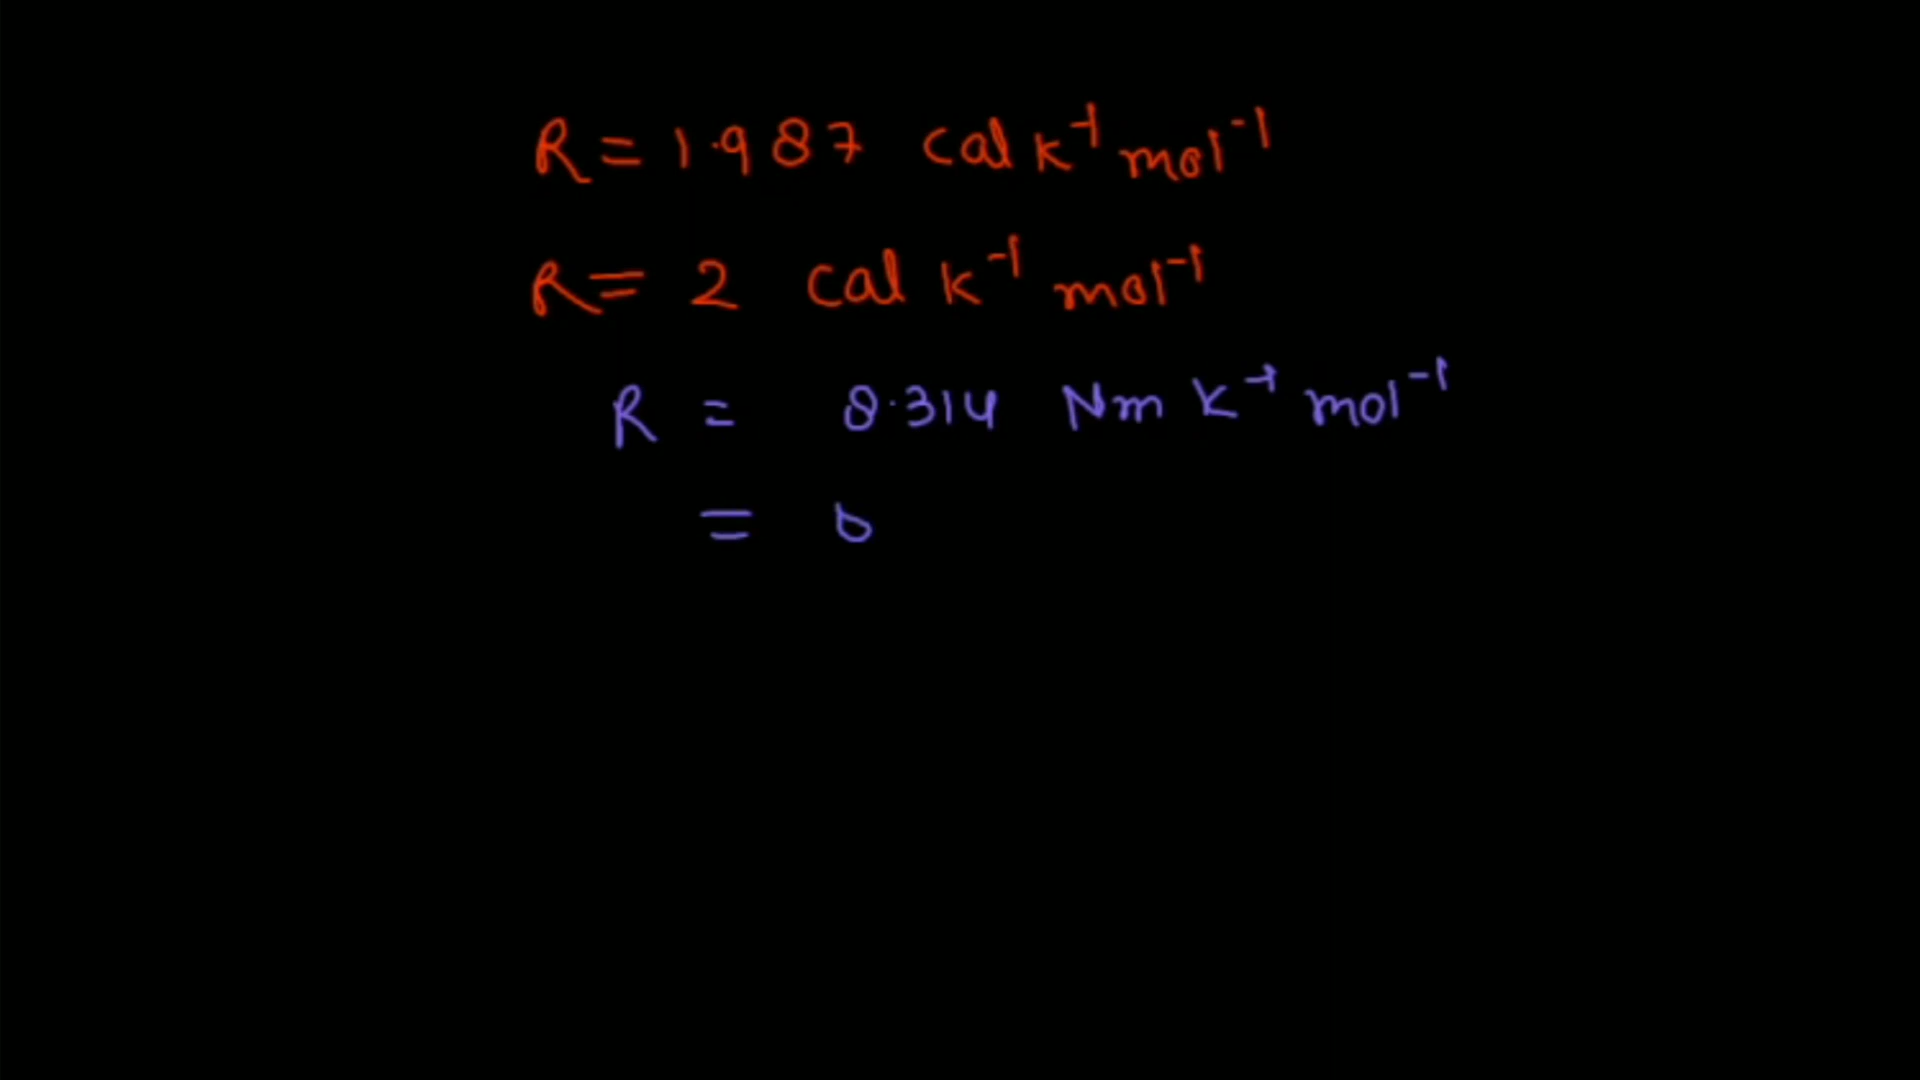 R = 1.987 cal k⁻¹ mol⁻¹
R = 2 cal k⁻¹ mol⁻¹
R = 8.314 Nm k⁻¹ mol⁻¹
=